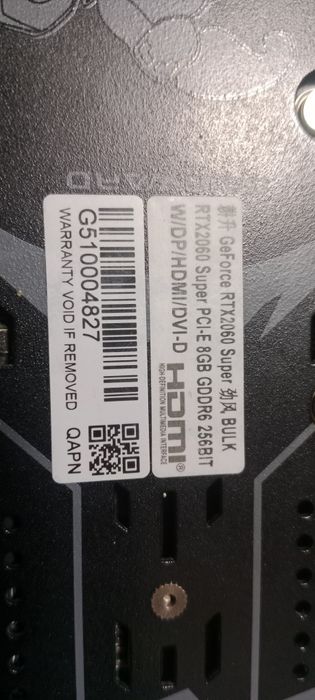 耕升 GeForce RTX2060 Super 劲风 BULK
RTX2060 Super PCI-E 8GB GDDR6 256BIT
W/DP/HDMI/DVI-D HDMI®
HIGH-DEFINITION MULTIMEDIA INTERFACE
G510004827
WARRANTY VOID IF REMOVED QAPN